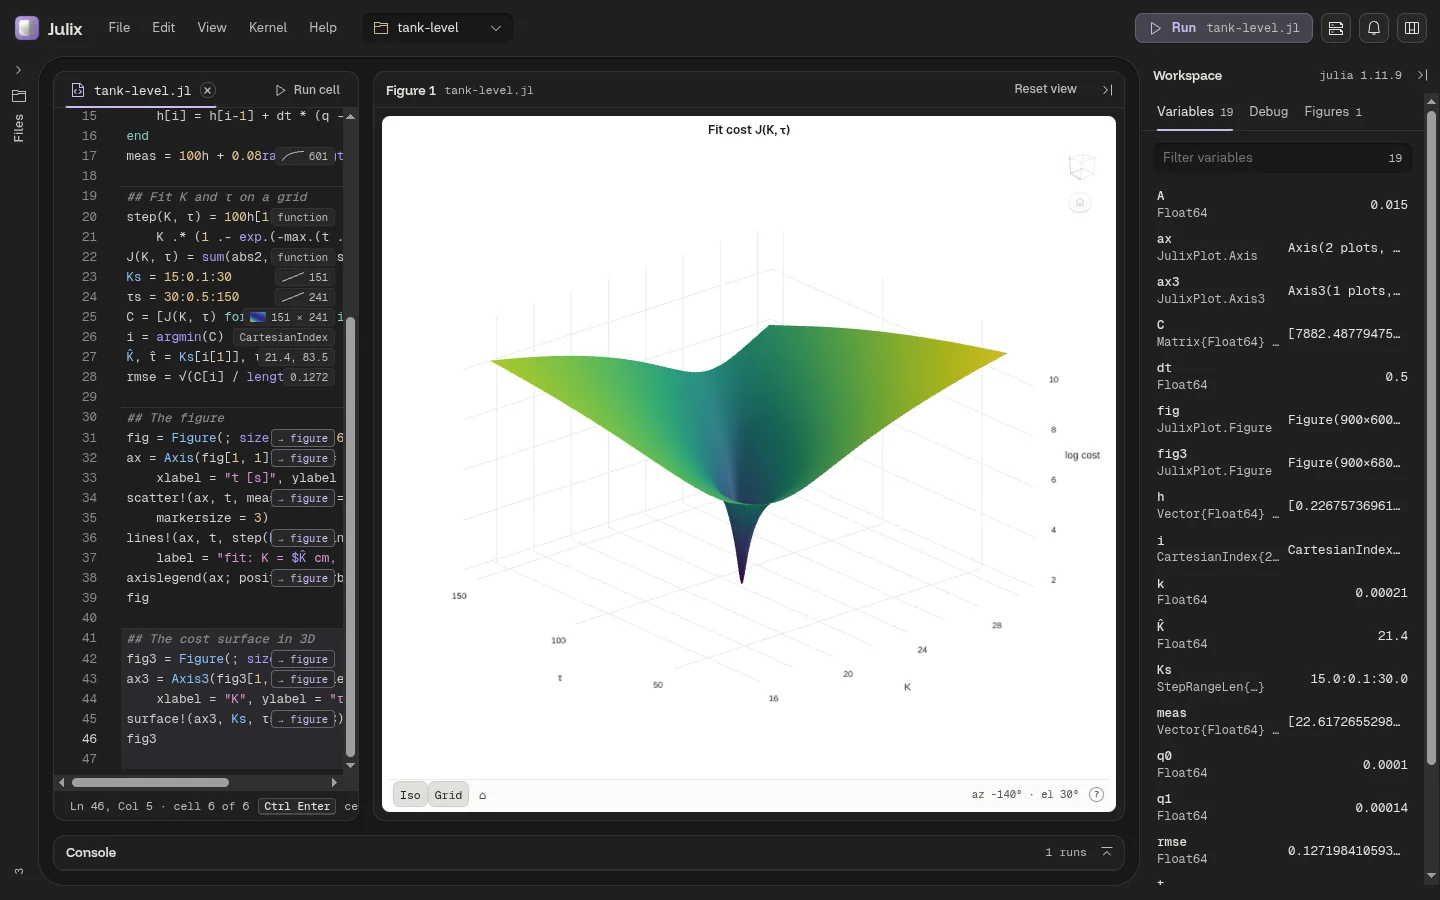 Julix File Edit View Kernel Help tank-level Run tank-level.jl
Files
3
tank-level.jl Run cell
15 h[i] = h[i-1] + dt * (q -
16 end
17 meas = 100h + 0.08ra 601
18
19 ## Fit K and τ on a grid
20 step(K, τ) = 100h[1 function
21 K .* (1 .- exp.(-max.(t .
22 J(K, τ) = sum(abs2, function s
23 Ks = 15:0.1:30 151
24 τs = 30:0.5:150 241
25 C = [J(K, τ) for 151 × 241 i
26 i = argmin(C) CartesianIndex
27 K̂, τ̂ = Ks[i[1]], τ 21.4, 83.5
28 rmse = √(C[i] / lengt 0.1272
29
30 ## The figure
31 fig = Figure(; size → figure 6
32 ax = Axis(fig[1, 1] → figure
33 xlabel = "t [s]", ylabel
34 scatter!(ax, t, meas → figure =
35 markersize = 3)
36 lines!(ax, t, step( → figure n
37 label = "fit: K = $K̂ cm,
38 axislegend(ax; posit → figure b
39 fig
40
41 ## The cost surface in 3D
42 fig3 = Figure(; size → figure
43 ax3 = Axis3(fig3[1, → figure e
44 xlabel = "K", ylabel = "τ
45 surface!(ax3, Ks, τ → figure )
46 fig3
47
Ln 46, Col 5 · cell 6 of 6 Ctrl Enter ce
Figure 1 tank-level.jl Reset view
Fit cost J(K, τ)
10
8
log cost
6
4
2
150
100
τ
50
16
20
K
24
28
Iso Grid ⌂ az -140° · el 30° ?
Console 1 runs
Workspace julia 1.11.9
Variables 19 Debug Figures 1
Filter variables 19
A
Float64 0.015
ax
JulixPlot.Axis Axis(2 plots, …
ax3
JulixPlot.Axis3 Axis3(1 plots,…
C
Matrix{Float64} … [7882.48779475…
dt
Float64 0.5
fig
JulixPlot.Figure Figure(900×600…
fig3
JulixPlot.Figure Figure(900×680…
h
Vector{Float64} … [0.22675736961…
i
CartesianIndex{2… CartesianIndex…
k
Float64 0.00021
K̂
Float64 21.4
Ks
StepRangeLen{…} 15.0:0.1:30.0
meas
Vector{Float64} … [22.6172655298…
q0
Float64 0.0001
q1
Float64 0.00014
rmse
Float64 0.127198410593…